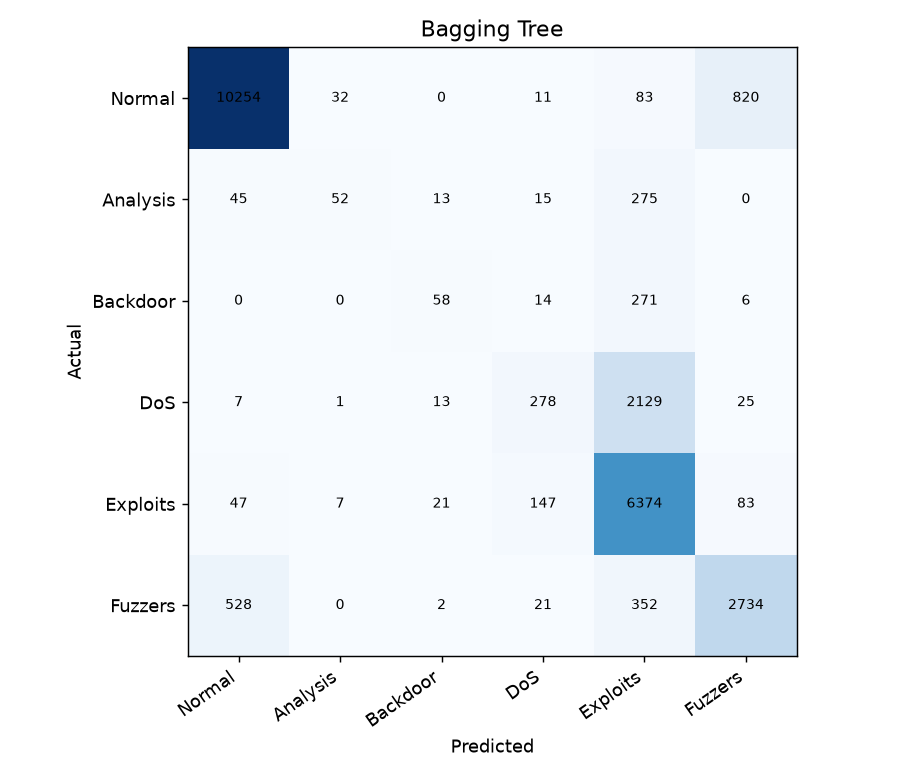 Bagging Tree
Normal 10254 32 0 11 83 820
Analysis 45 52 13 15 275 0
Backdoor 0 0 58 14 271 6
DoS 7 1 13 278 2129 25
Exploits 47 7 21 147 6374 83
Fuzzers 528 0 2 21 352 2734
Actual
Normal Analysis Backdoor DoS Exploits Fuzzers
Predicted